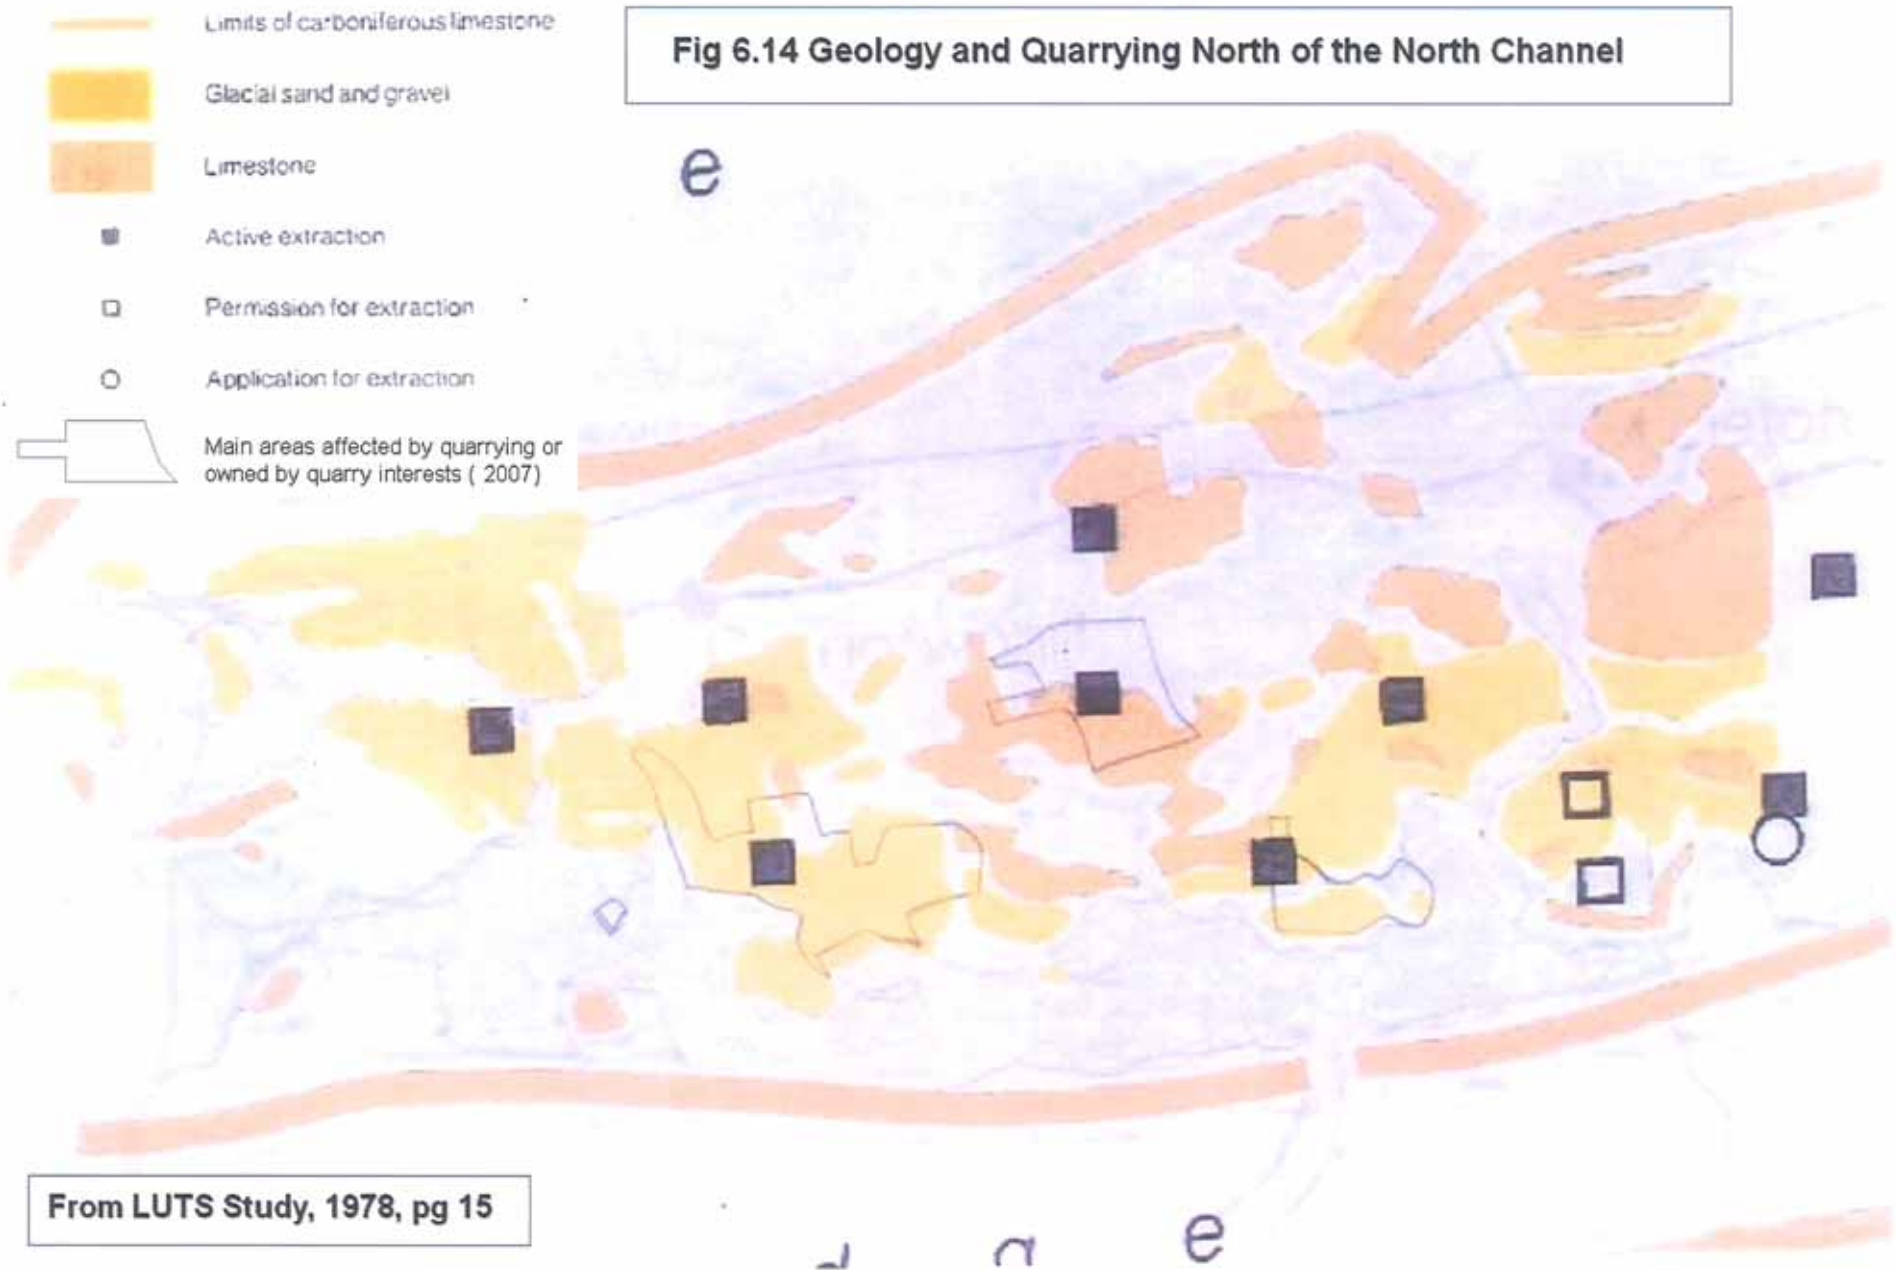 Limits of carboniferous limestone
Fig 6.14 Geology and Quarrying North of the North Channel
Glacial sand and gravel
Limestone
e
Active extraction
Permission for extraction
Application for extraction
Main areas affected by quarrying or
owned by quarry interests ( 2007)
From LUTS Study, 1978, pg 15
e